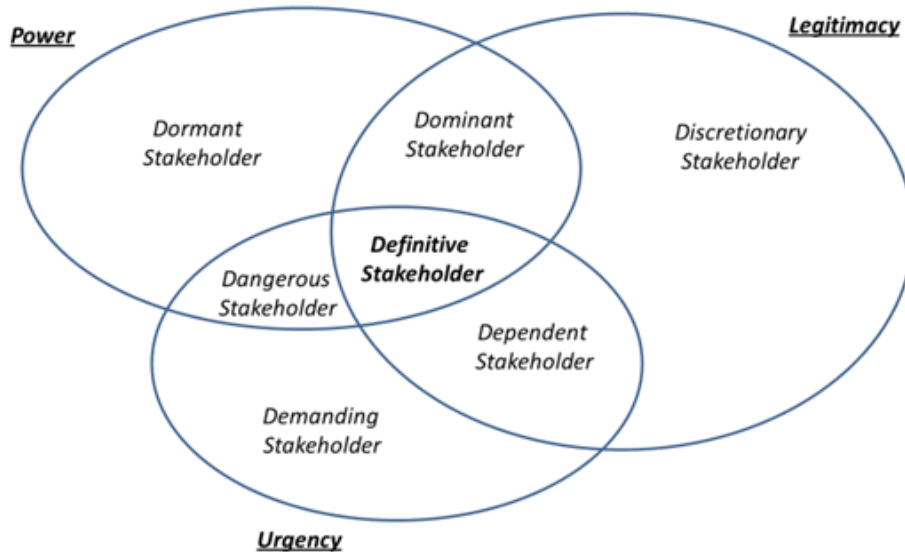 Power
Legitimacy
Dormant
Stakeholder
Dominant
Stakeholder
Discretionary
Stakeholder
Definitive
Stakeholder
Dangerous
Stakeholder
Dependent
Stakeholder
Demanding
Stakeholder
Urgency